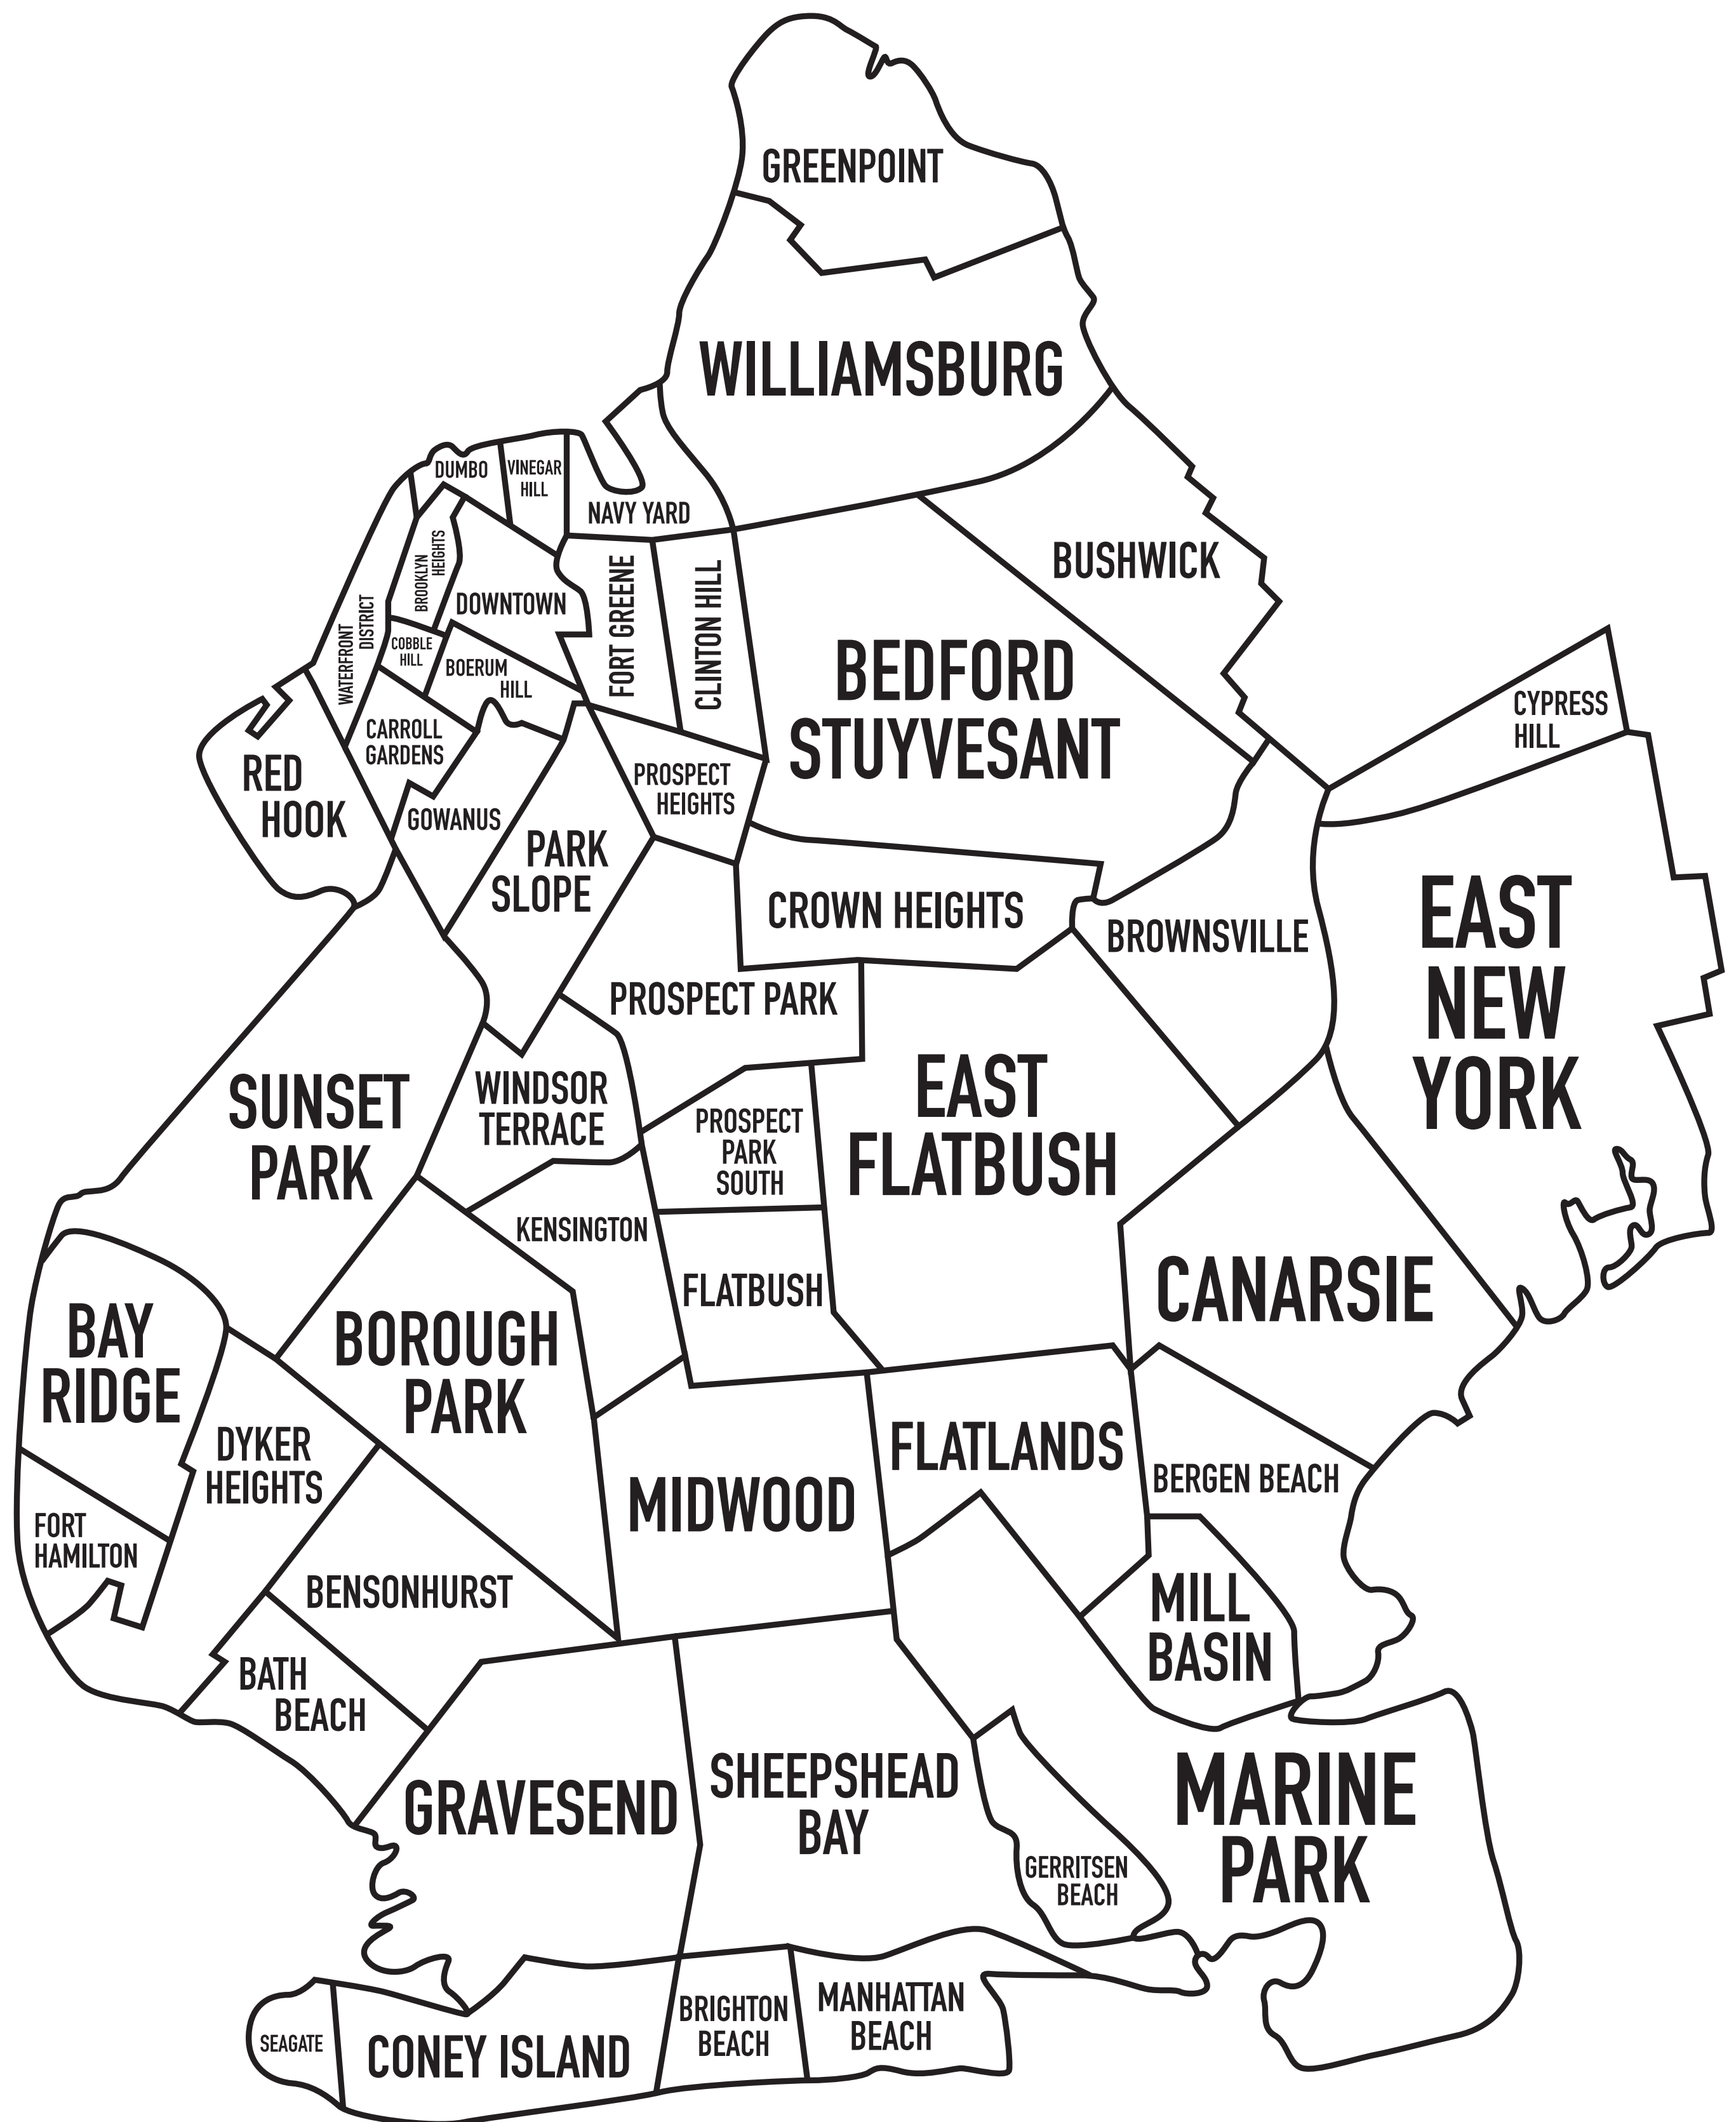 GREENPOINT
WILLIAMSBURG
DUMBO
VINEGAR
HILL
NAVY YARD
BROOKLYN
HEIGHTS
DOWNTOWN
FORT GREENE
CLINTON HILL
BUSHWICK
WATERFRONT
DISTRICT
COBBLE
HILL
BOERUM
HILL
BEDFORD
STUYVESANT
CYPRESS
HILL
CARROLL
GARDENS
RED
HOOK
PROSPECT
HEIGHTS
GOWANUS
PARK
SLOPE
CROWN HEIGHTS
BROWNSVILLE
EAST
NEW
YORK
PROSPECT PARK
SUNSET
PARK
WINDSOR
TERRACE
PROSPECT
PARK
SOUTH
EAST
FLATBUSH
KENSINGTON
FLATBUSH
CANARSIE
BAY
RIDGE
BOROUGH
PARK
DYKER
HEIGHTS
FLATLANDS
BERGEN BEACH
MIDWOOD
FORT
HAMILTON
BENSONHURST
MILL
BASIN
BATH
BEACH
GRAVESEND
SHEEPSHEAD
BAY
MARINE
PARK
GERRITSEN
BEACH
SEAGATE
CONEY ISLAND
BRIGHTON
BEACH
MANHATTAN
BEACH